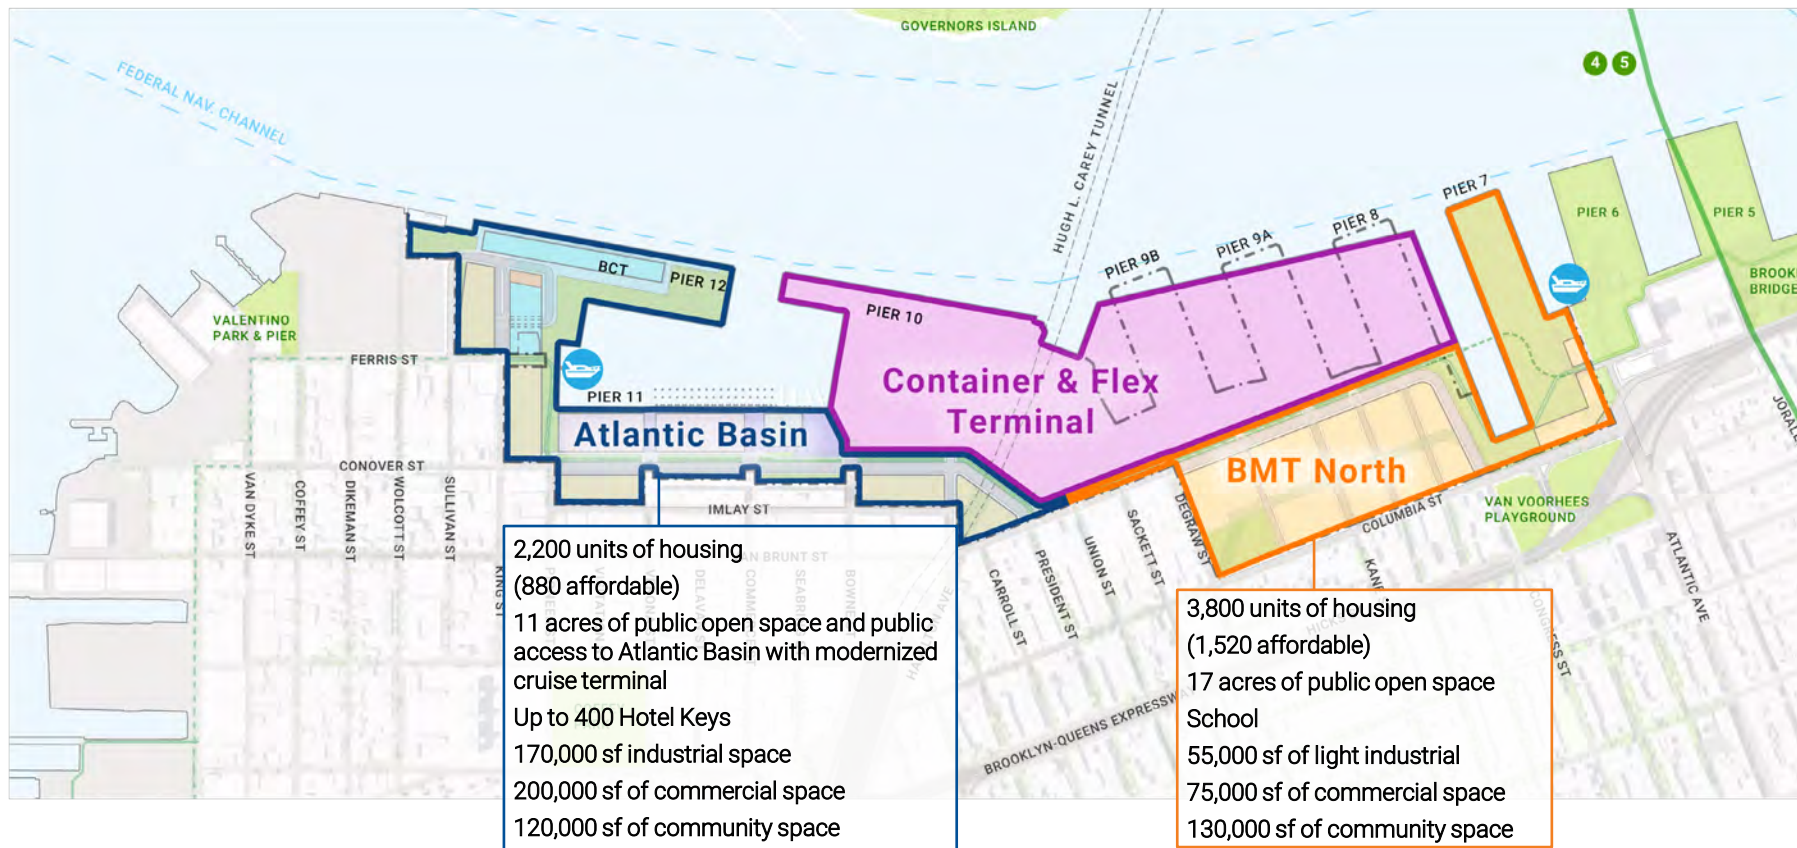 GOVERNORS ISLAND
FEDERAL NAV. CHANNEL
4 5
HUGH L. CAREY TUNNEL
PIER 7
PIER 6
PIER 5
PIER 8
PIER 9A
PIER 9B
BCT
PIER 12
PIER 10
VALENTINO
PARK & PIER
FERRIS ST
PIER 11
Container & Flex
Terminal
Atlantic Basin
BMT North
CONOVER ST
VAN DYKE ST
COFFEY ST
DIKEMAN ST
WOLCOTT ST
SULLIVAN ST
KING ST
IMLAY ST
DEGRAW ST
SACKETT ST
UNION ST
PRESIDENT ST
CARROLL ST
COLUMBIA ST
VAN VOORHEES
PLAYGROUND
ATLANTIC AVE
BROOKLYN-QUEENS EXPRESSWA
2,200 units of housing
(880 affordable)
11 acres of public open space and public
access to Atlantic Basin with modernized
cruise terminal
Up to 400 Hotel Keys
170,000 sf industrial space
200,000 sf of commercial space
120,000 sf of community space
3,800 units of housing
(1,520 affordable)
17 acres of public open space
School
55,000 sf of light industrial
75,000 sf of commercial space
130,000 sf of community space